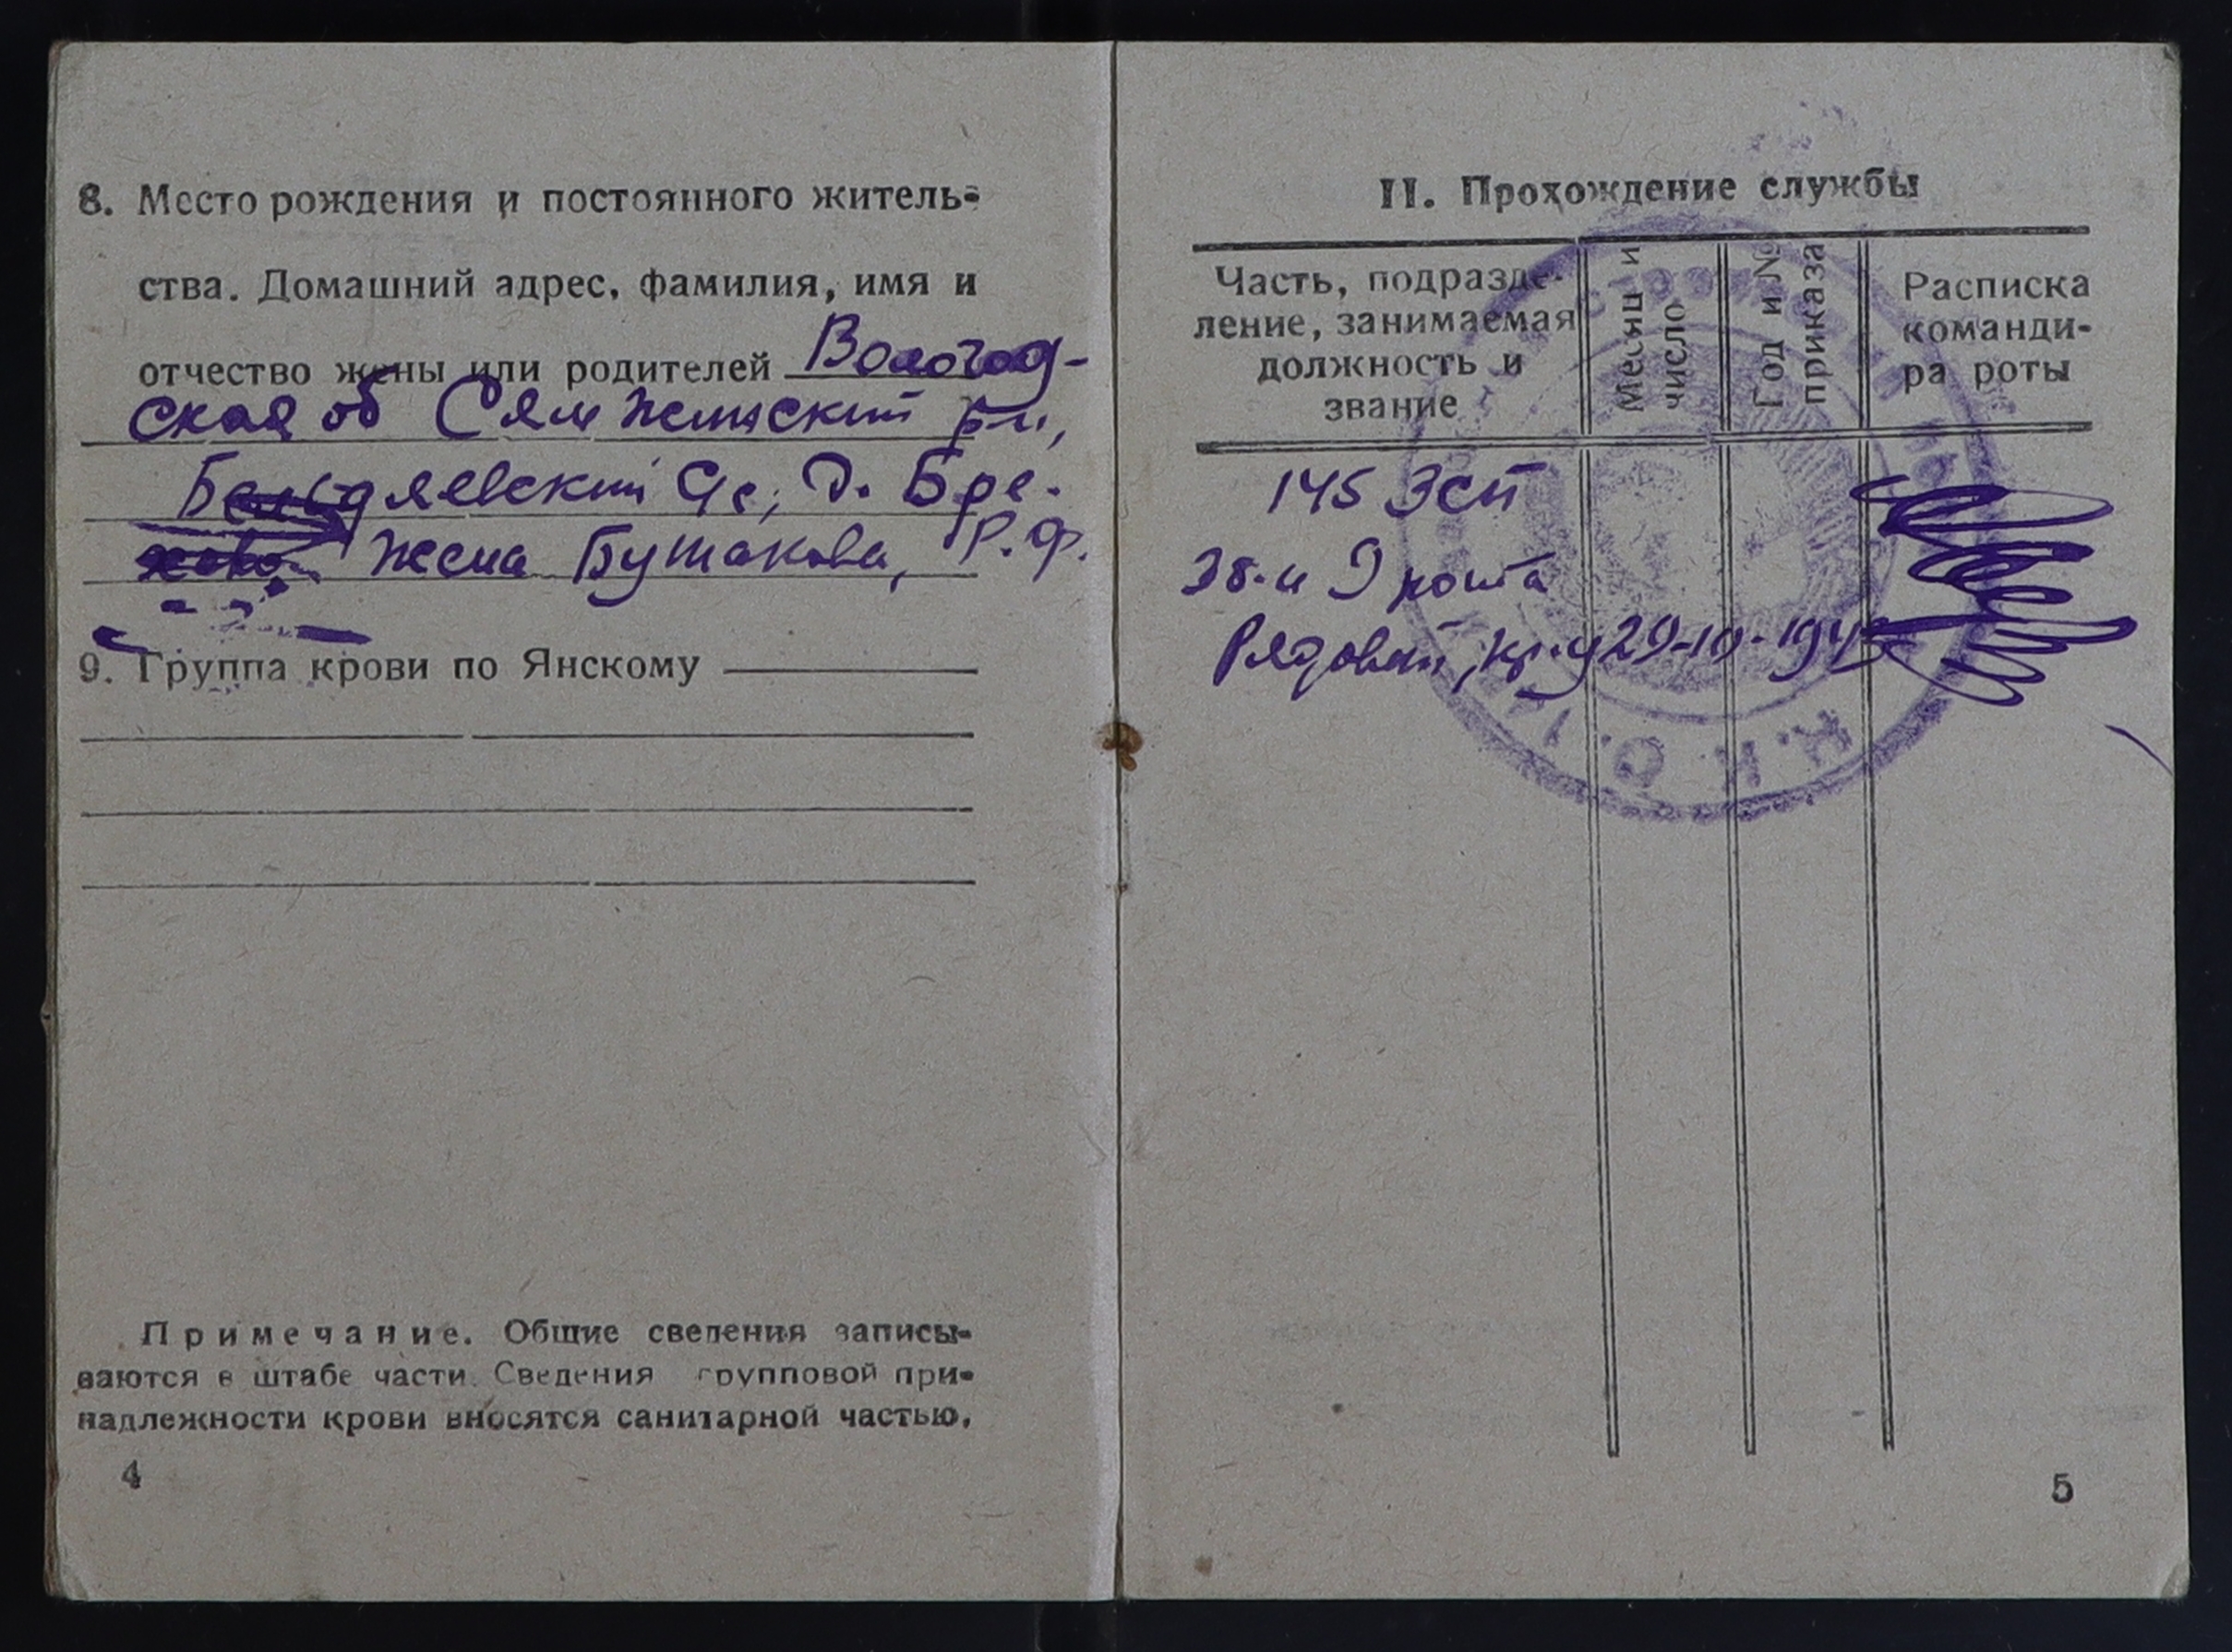 8. Место рождения и постоянного житель-
ства. Домашний адрес, фамилия, имя и
отчество жены или родителей Вологод-
ская об Сямженский р-н,
с/с, д. Бре-
жена Бушакова, Р.Ф.
9. Группа крови по Янскому
Примечание. Общие сведения записы-
ваются в штабе части. Сведения групповой при-
надлежности крови вносятся санитарной частью.
4
II. Прохождение службы
Часть, подразде-
ление, занимаемая
должность и
звание
Месяц и
число
Год и №
приказа
Расписка
команди-
ра роты
145 ЗСП
9 рота
Рядовой, 29-10-194
5